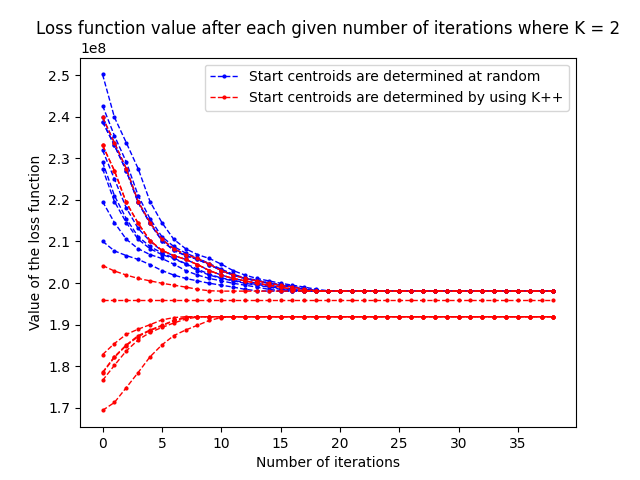 Loss function value after each given number of iterations where K = 2
1e8
Start centroids are determined at random
Start centroids are determined by using K++
2.5
2.4
2.3
2.2
2.1
2.0
1.9
1.8
1.7
Value of the loss function
0 5 10 15 20 25 30 35
Number of iterations